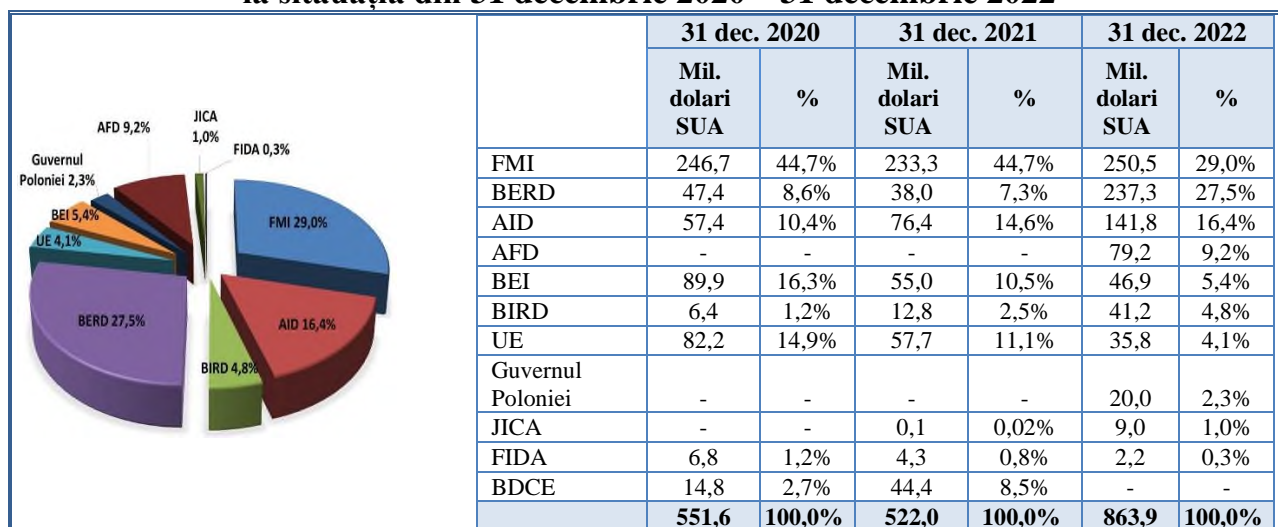 la situația din 31 decembrie 2020 – 31 decembrie 2022
AFD 9,2%
JICA
1,0%
FIDA 0,3%
Guvernul
Poloniei 2,3%
BEI 5,4%
UE 4,1%
FMI 29,0%
BERD 27,5%
AID 16,4%
BIRD 4,8%
31 dec. 2020 31 dec. 2021 31 dec. 2022
Mil. dolari SUA % Mil. dolari SUA % Mil. dolari SUA %
FMI 246,7 44,7% 233,3 44,7% 250,5 29,0%
BERD 47,4 8,6% 38,0 7,3% 237,3 27,5%
AID 57,4 10,4% 76,4 14,6% 141,8 16,4%
AFD - - - - 79,2 9,2%
BEI 89,9 16,3% 55,0 10,5% 46,9 5,4%
BIRD 6,4 1,2% 12,8 2,5% 41,2 4,8%
UE 82,2 14,9% 57,7 11,1% 35,8 4,1%
Guvernul
Poloniei - - - - 20,0 2,3%
JICA - - 0,1 0,02% 9,0 1,0%
FIDA 6,8 1,2% 4,3 0,8% 2,2 0,3%
BDCE 14,8 2,7% 44,4 8,5% - -
551,6 100,0% 522,0 100,0% 863,9 100,0%